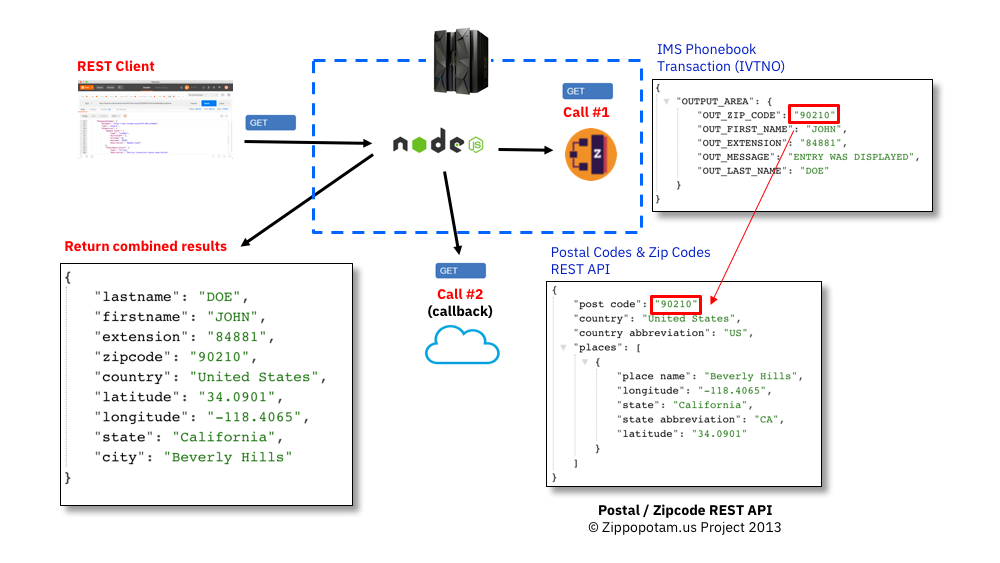 REST Client
GET
node
JS
GET
Call #1
Z
IMS Phonebook
Transaction (IVTNO)
{
"OUTPUT_AREA": {
"OUT_ZIP_CODE": "90210"
"OUT_FIRST_NAME": "JOHN",
"OUT_EXTENSION": "84881",
"OUT_MESSAGE": "ENTRY WAS DISPLAYED",
"OUT_LAST_NAME": "DOE"
}
}
Return combined results
{
"lastname": "DOE",
"firstname": "JOHN",
"extension": "84881",
"zipcode": "90210",
"country": "United States",
"latitude": "34.0901",
"longitude": "-118.4065",
"state": "California",
"city": "Beverly Hills"
}
GET
Call #2
(callback)
Postal Codes & Zip Codes
REST API
{
"post code": "90210"
"country": "United States",
"country abbreviation": "US",
"places": [
{
"place name": "Beverly Hills",
"longitude": "-118.4065",
"state": "California",
"state abbreviation": "CA",
"latitude": "34.0901"
}
]
}
Postal / Zipcode REST API
© Zippopotam.us Project 2013